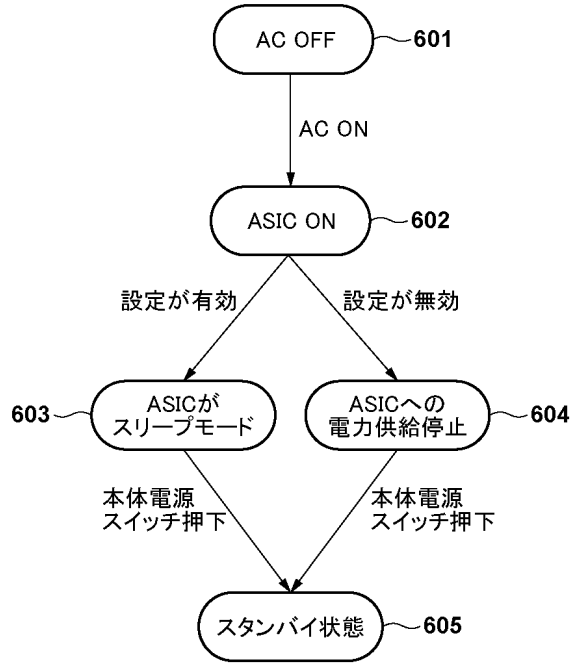 AC OFF
601
AC ON
ASIC ON
602
設定が有効
設定が無効
603
ASICが
スリープモード
ASICへの
電力供給停止
604
本体電源
スイッチ押下
本体電源
スイッチ押下
スタンバイ状態
605